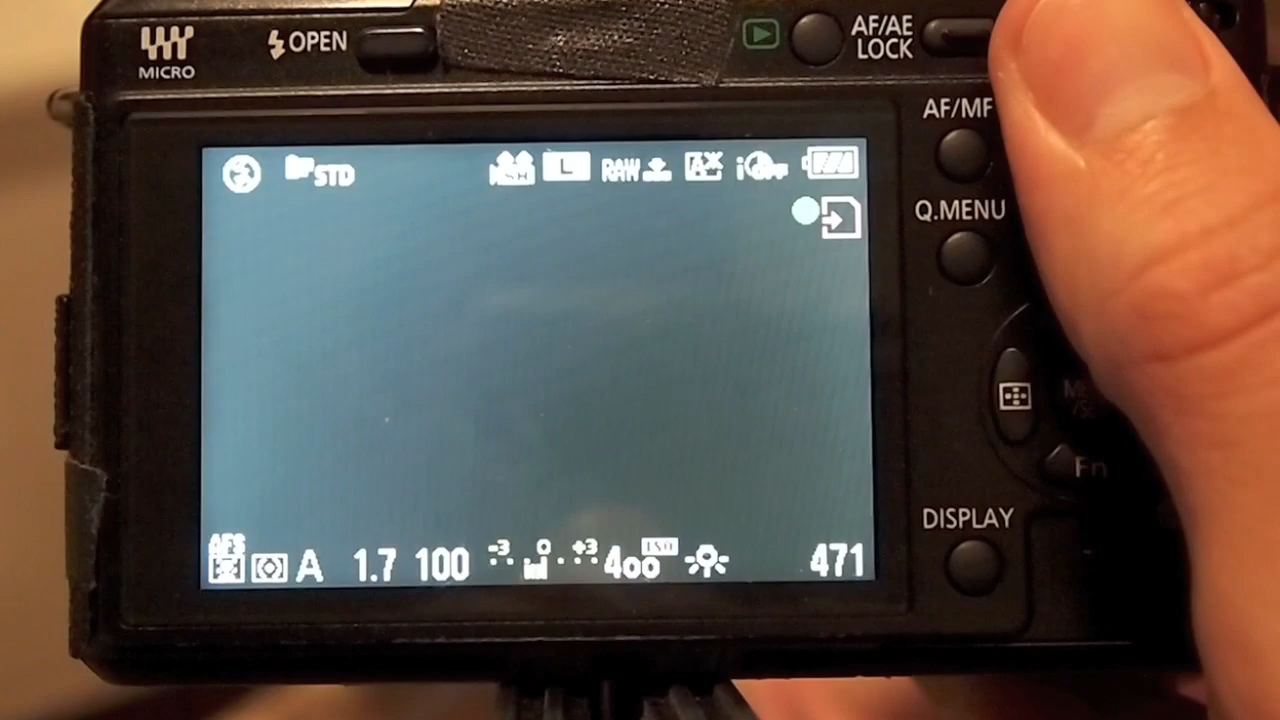 MICRO
OPEN
AF/AE
LOCK
AF/MF
STD
L
RAW
iOFF
Q.MENU
Fn
DISPLAY
AFS
A
1.7
100
-3
0
+3
ISO
400
471